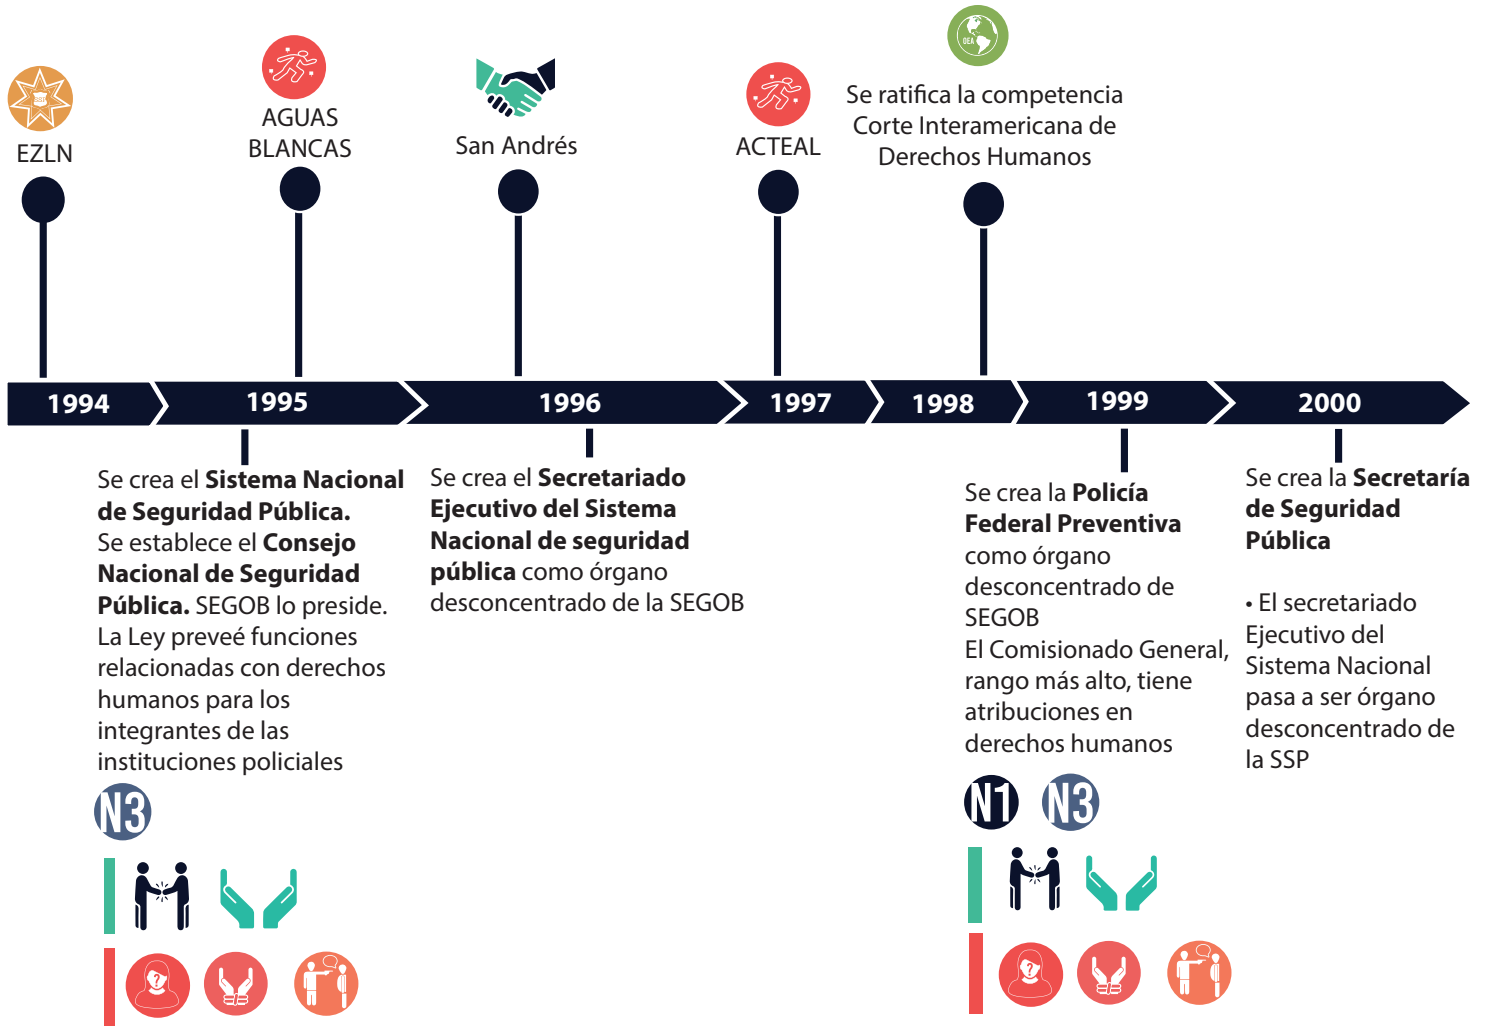 EZLN
AGUAS
BLANCAS
San Andrés
ACTEAL
OEA
Se ratifica la competencia
Corte Interamericana de
Derechos Humanos
1994
1995
1996
1997
1998
1999
2000
Se crea el Sistema Nacional
de Seguridad Pública.
Se establece el Consejo
Nacional de Seguridad
Pública. SEGOB lo preside.
La Ley preveé funciones
relacionadas con derechos
humanos para los
integrantes de las
instituciones policiales
N3
Se crea el Secretariado
Ejecutivo del Sistema
Nacional de seguridad
pública como órgano
desconcentrado de la SEGOB
Se crea la Policía
Federal Preventiva
como órgano
desconcentrado de
SEGOB
El Comisionado General,
rango más alto, tiene
atribuciones en
derechos humanos
N1 N3
Se crea la Secretaría
de Seguridad
Pública
• El secretariado
Ejecutivo del
Sistema Nacional
pasa a ser órgano
desconcentrado de
la SSP
?
?